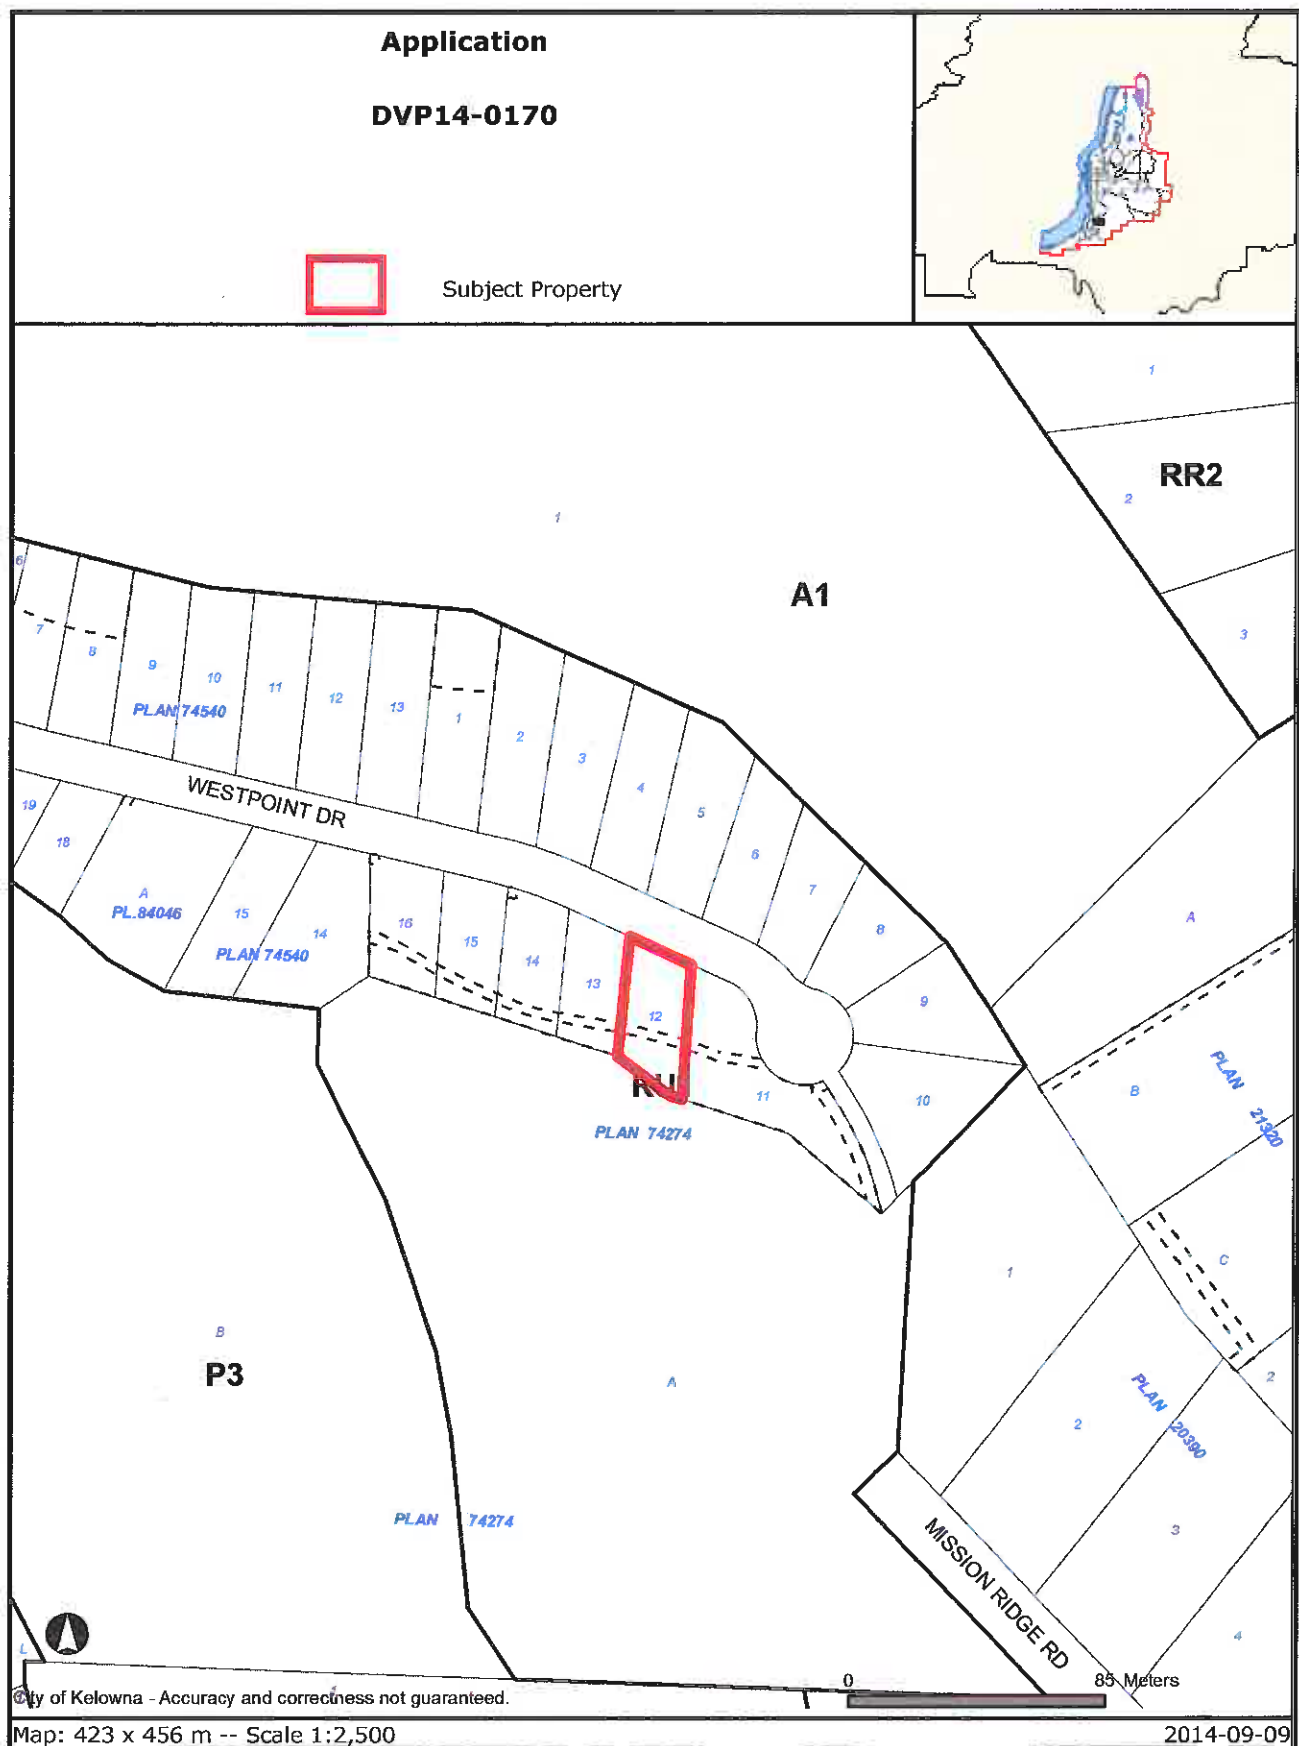 Application
DVP14-0170
Subject Property
1
RR2
2
1
A1
6
3
7
8
9
10
11
12
13
1
PLAN 74540
2
3
4
5
WESTPOINT DR
19
18
6
7
A
PL.84046
15
14
PLAN 74540
16
15
14
13
12
8
9
A
11
10
B
PLAN 21320
PLAN 74274
C
1
B
P3
A
2
PLAN 20390
2
3
PLAN 74274
MISSION RIDGE RD
4
L
0
85 Meters
1
City of Kelowna - Accuracy and correctness not guaranteed.
Map: 423 x 456 m -- Scale 1:2,500
2014-09-09